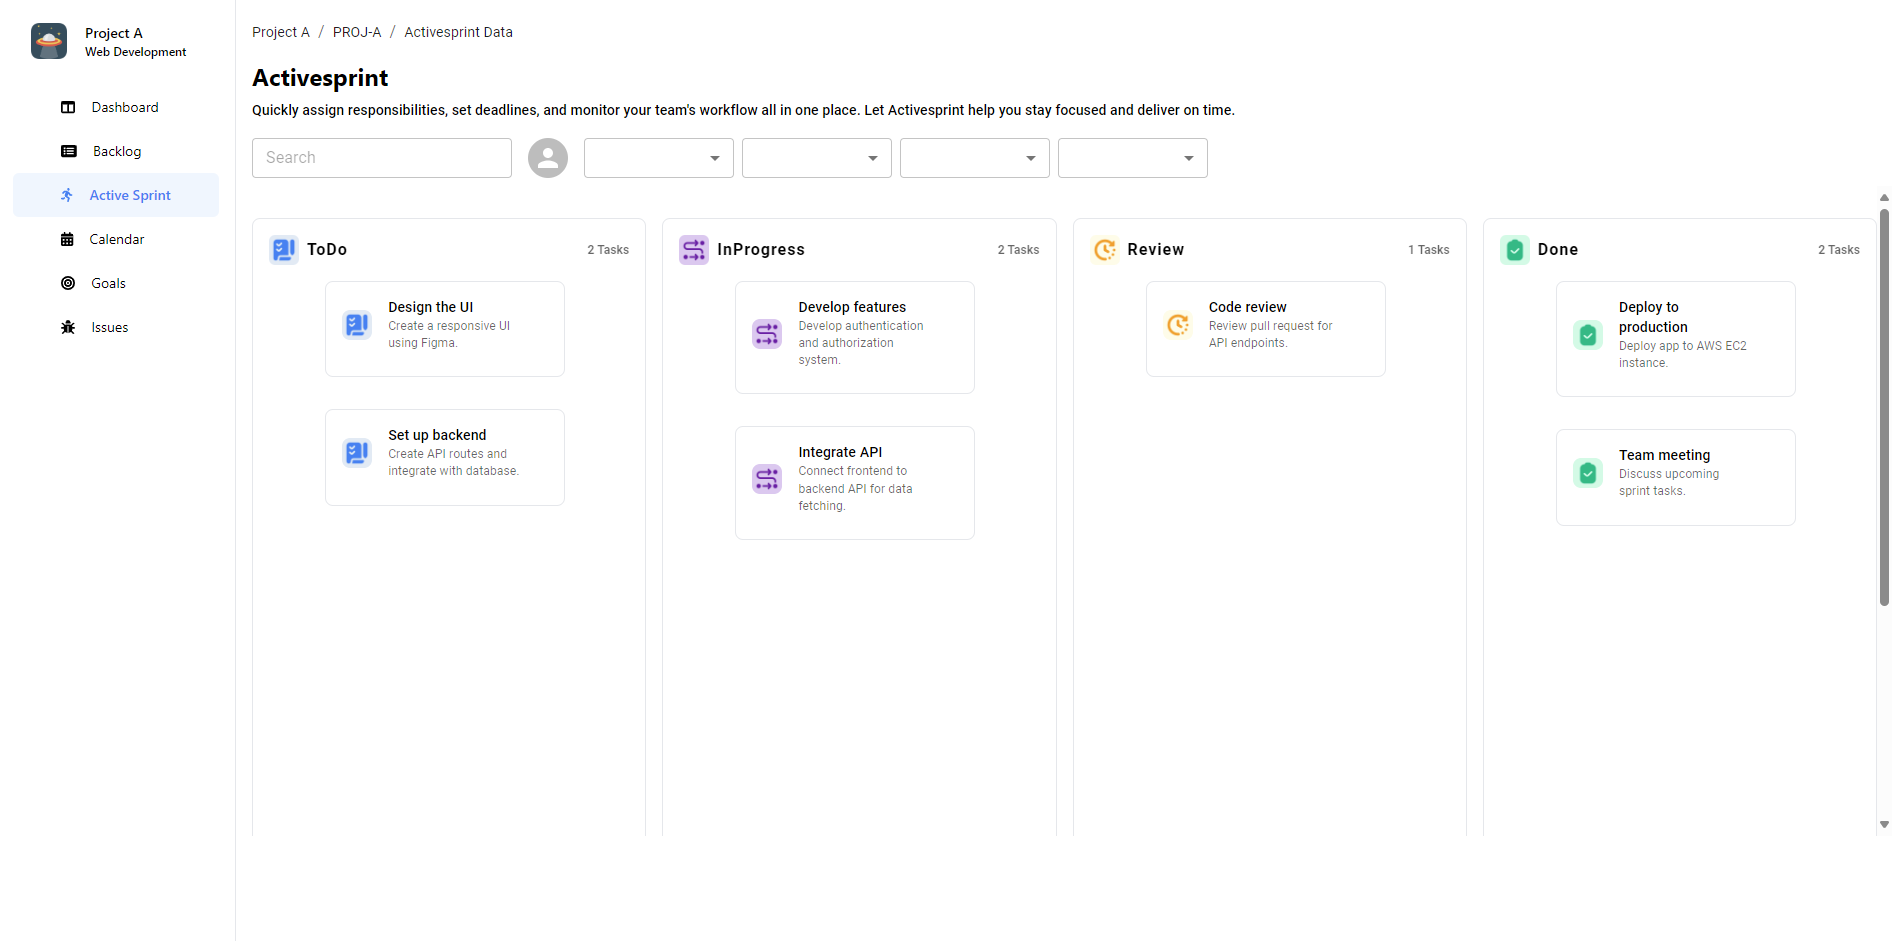 Project A
Web Development
Dashboard
Backlog
Active Sprint
Calendar
Goals
Issues
Project A / PROJ-A / Activesprint Data
Activesprint
Quickly assign responsibilities, set deadlines, and monitor your team's workflow all in one place. Let Activesprint help you stay focused and deliver on time.
Search
ToDo
2 Tasks
Design the UI
Create a responsive UI
using Figma.
Set up backend
Create API routes and
integrate with database.
InProgress
2 Tasks
Develop features
Develop authentication
and authorization
system.
Integrate API
Connect frontend to
backend API for data
fetching.
Review
1 Tasks
Code review
Review pull request for
API endpoints.
Done
2 Tasks
Deploy to
production
Deploy app to AWS EC2
instance.
Team meeting
Discuss upcoming
sprint tasks.